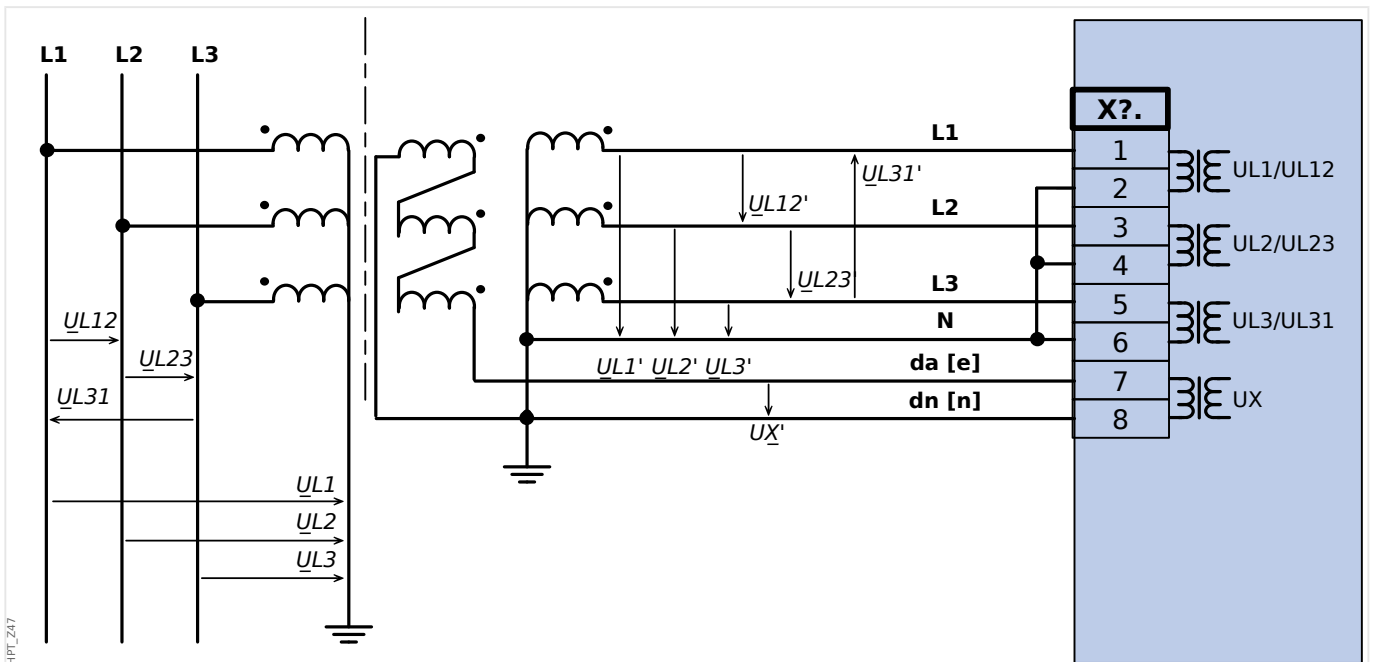 L1 L2 L3
X?.
L1
1
UL1/UL12
UL31'
2
UL12'
L2
3
UL2/UL23
4
UL23'
L3
5
UL3/UL31
UL12
N
6
UL23
UL1' UL2' UL3'
da [e]
7
UL31
dn [n]
8
UX
UX'
UL1
UL2
UL3
HPT_Z47